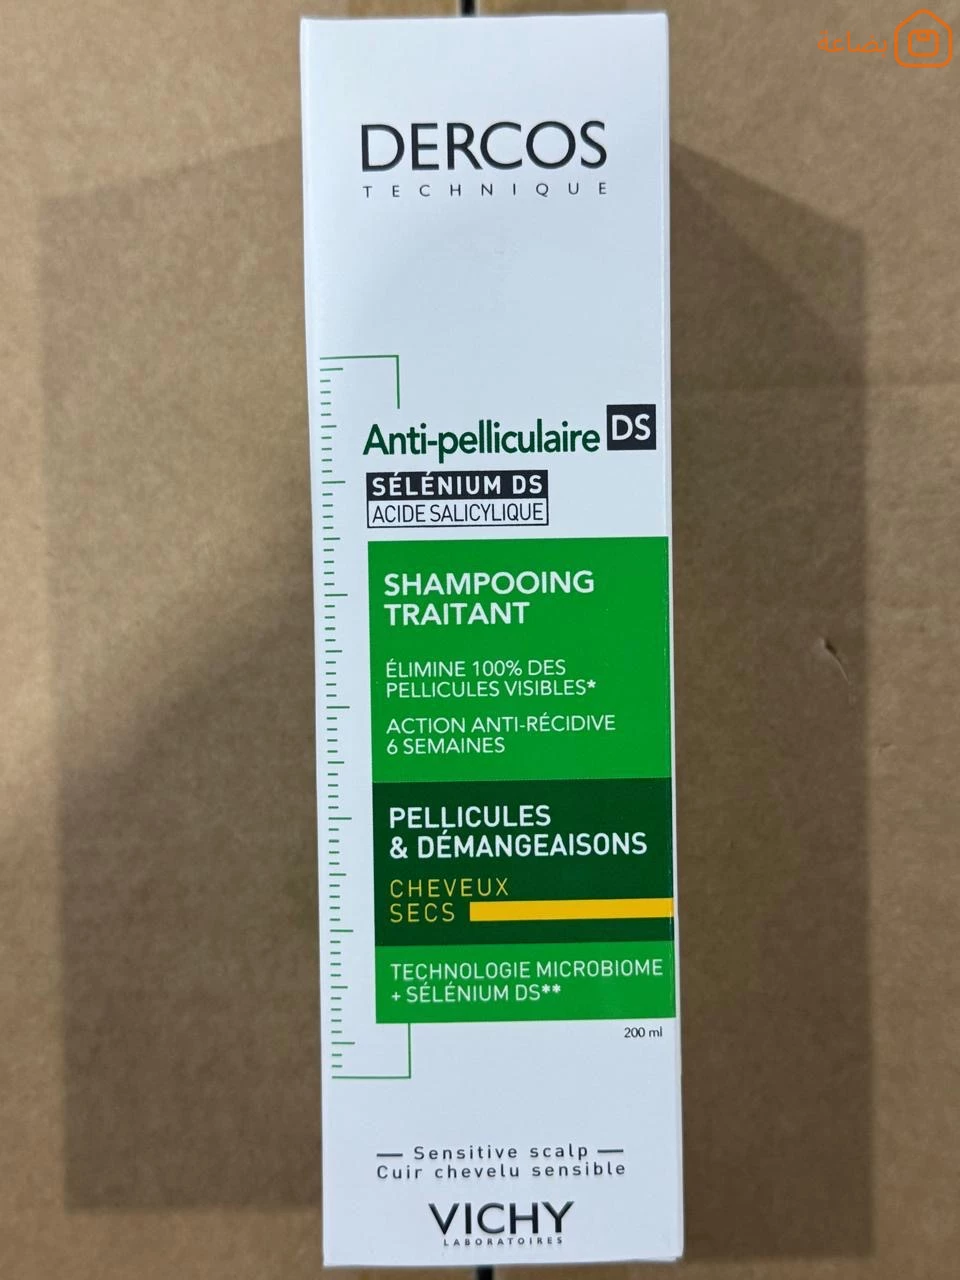 بضاعة
DERCOS
TECHNIQUE
Anti-pelliculaire DS
SÉLÉNIUM DS
ACIDE SALICYLIQUE
SHAMPOOING
TRAITANT
ÉLIMINE 100% DES
PELLICULES VISIBLES*
ACTION ANTI-RÉCIDIVE
6 SEMAINES
PELLICULES
& DÉMANGEAISONS
CHEVEUX
SECS
TECHNOLOGIE MICROBIOME
+ SÉLÉNIUM DS**
200 ml
Sensitive scalp
Cuir chevelu sensible
VICHY
LABORATOIRES